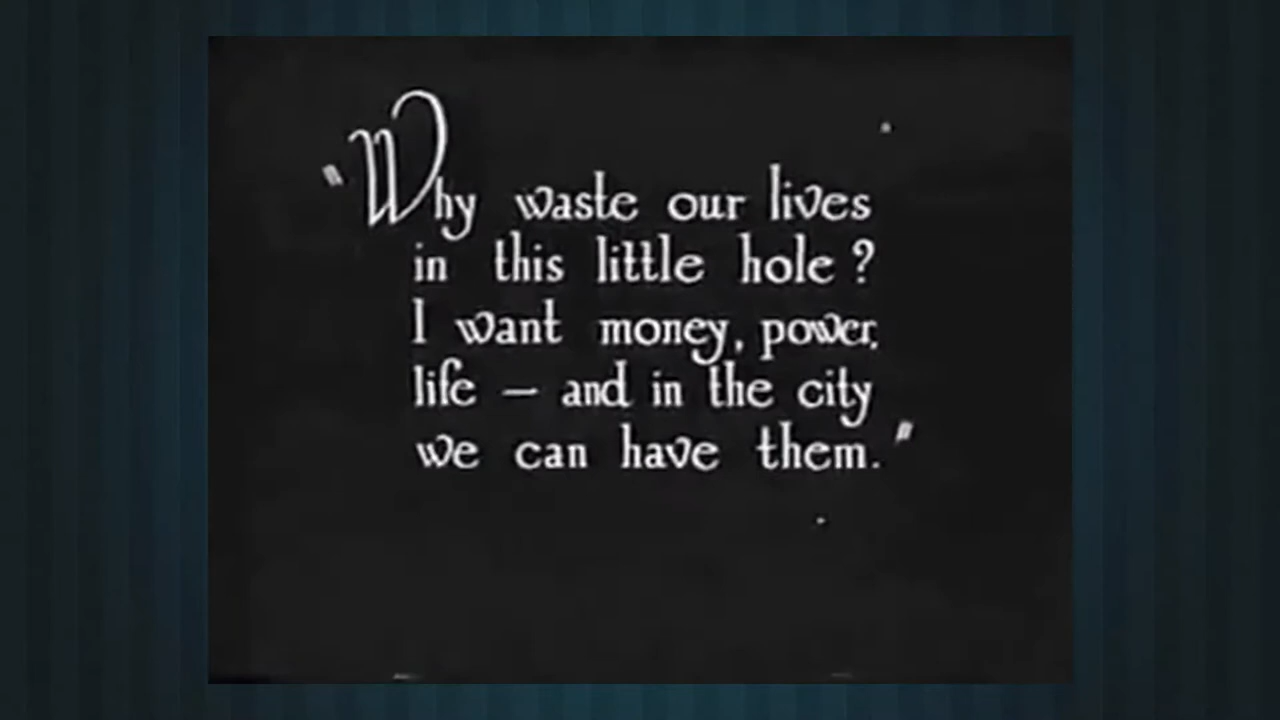 "Why waste our lives
in this little hole?
I want money, power,
life — and in the city
we can have them."